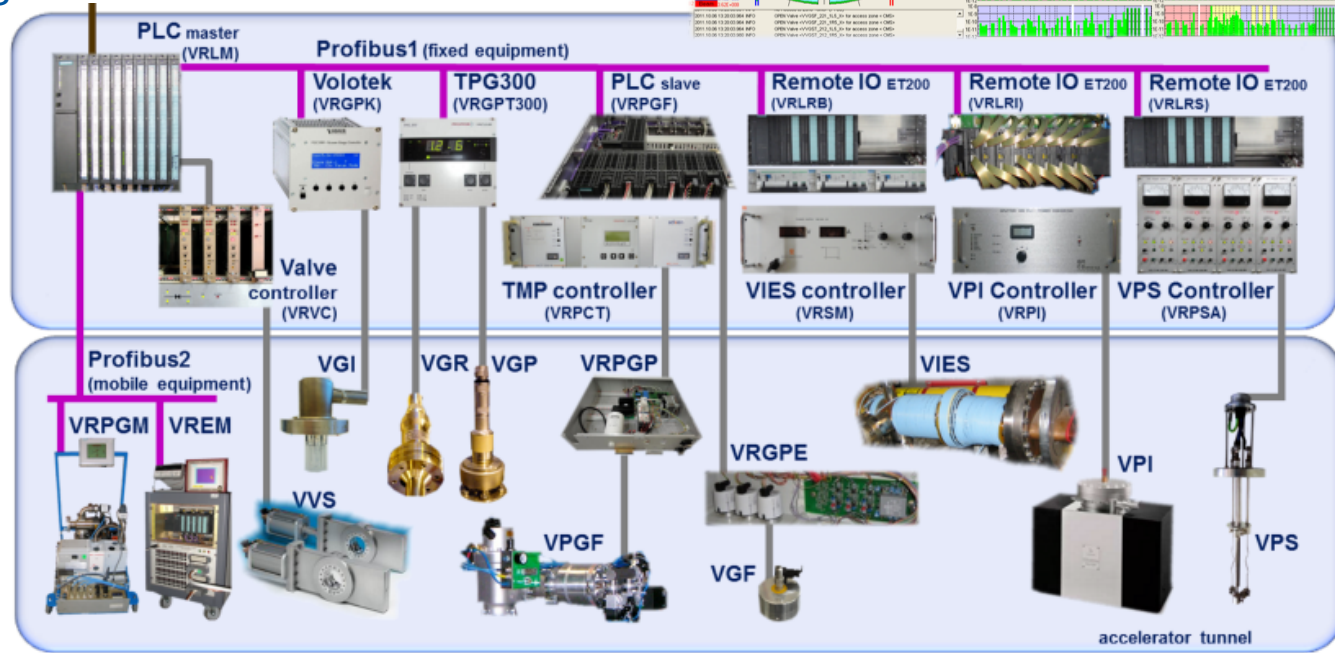 PLC master
(VRLM)
Profibus1 (fixed equipment)
Volotek
(VRGPK)
TPG300
(VRGPT300)
PLC slave
(VRPGF)
Remote IO ET200
(VRLRB)
Remote IO ET200
(VRLRI)
Remote IO ET200
(VRLRS)
Valve
controller
(VRVC)
TMP controller
(VRPCT)
VIES controller
(VRSM)
VPI Controller
(VRPI)
VPS Controller
(VRPSA)
Profibus2
(mobile equipment)
VRPGM
VREM
VGI
VGR
VGP
VRPGP
VIES
VRGPE
VVS
VPGF
VGF
VPI
VPS
accelerator tunnel